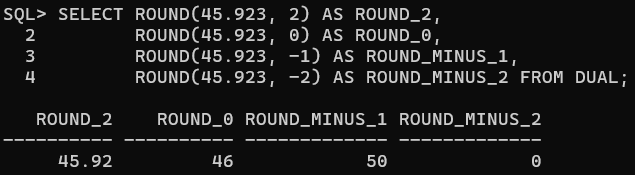 SQL> SELECT ROUND(45.923, 2) AS ROUND_2,
  2         ROUND(45.923, 0) AS ROUND_0,
  3         ROUND(45.923, -1) AS ROUND_MINUS_1,
  4         ROUND(45.923, -2) AS ROUND_MINUS_2 FROM DUAL;

   ROUND_2    ROUND_0 ROUND_MINUS_1 ROUND_MINUS_2
---------- ---------- ------------- -------------
     45.92         46            50             0